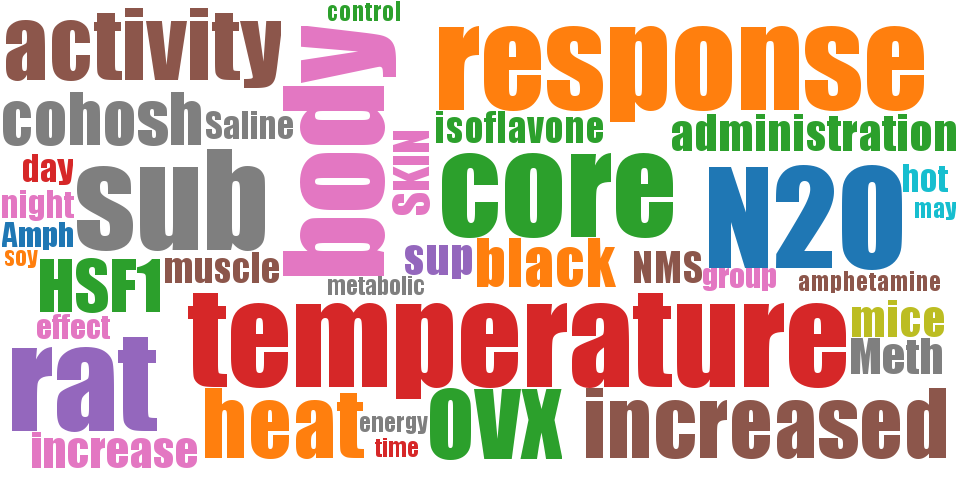 control
activity
body
response
cohosh
Saline
isoflavone
administration
SKIN
day
sub
core
N2O
hot
night
may
Amph
soy
HSF1
muscle
sup
black
NMS
group
metabolic
amphetamine
effect
temperature
mice
rat
Meth
heat
energy
OVX
increased
increase
time